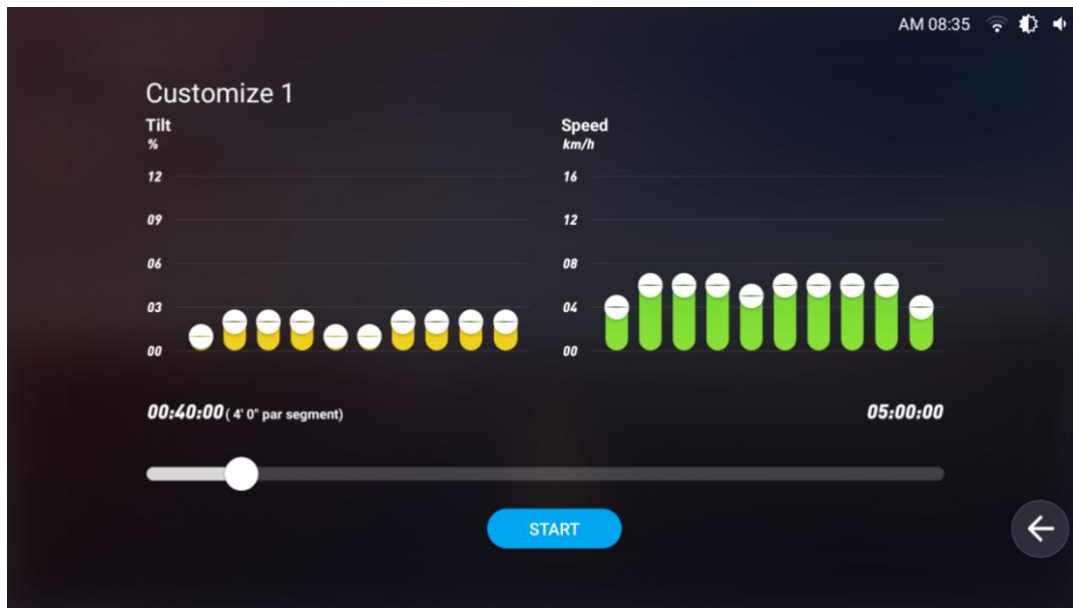 AM 08:35
Customize 1
Tilt
%
12
09
06
03
00
Speed
km/h
16
12
08
04
00
00:40:00 ( 4' 0" par segment)
05:00:00
START